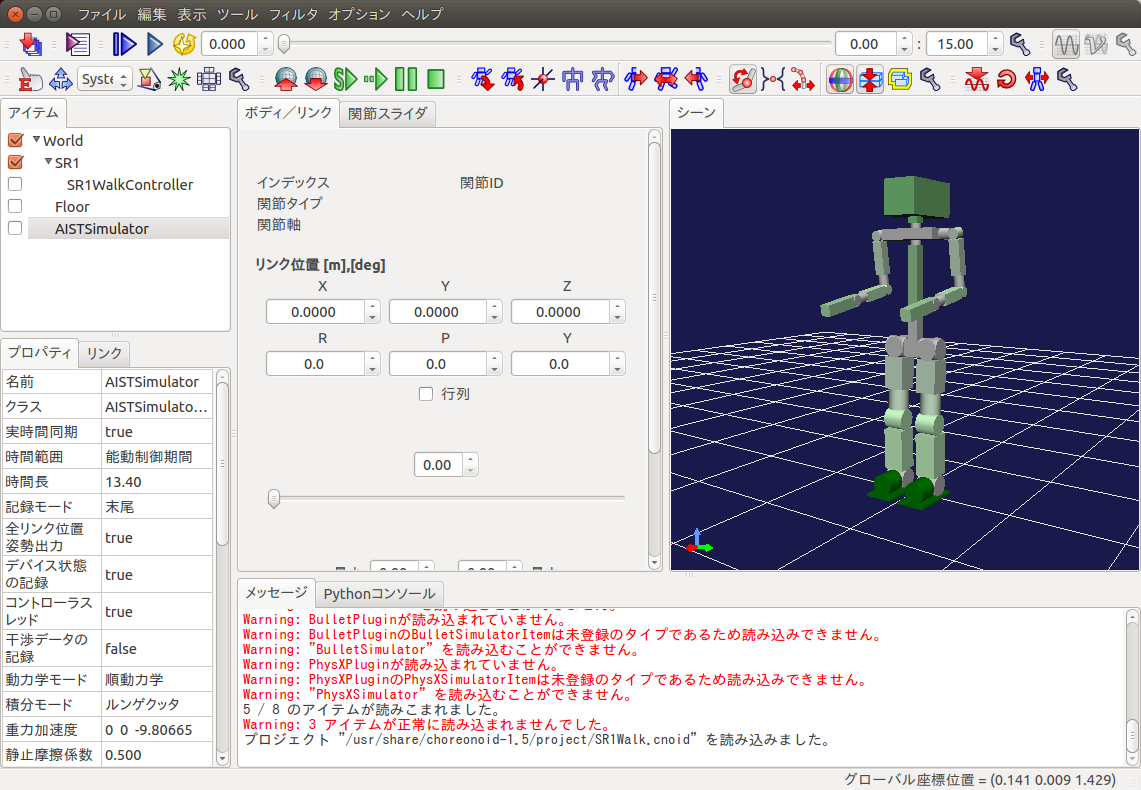 ファイル 編集 表示 ツール フィルタ オプション ヘルプ
0.000 0.00 : 15.00
Syste
アイテム
World
SR1
SR1WalkController
Floor
AISTSimulator
プロパティ リンク
名前 AISTSimulator
クラス AISTSimulato...
実時間同期 true
時間範囲 能動制御期間
時間長 13.40
記録モード 末尾
全リンク位置
姿勢出力 true
デバイス状態
の記録 true
コントローラス
レッド true
干渉データの
記録 false
動力学モード 順動力学
積分モード ルンゲクッタ
重力加速度 0 0 -9.80665
静止摩擦係数 0.500
ボディ／リンク 関節スライダ
インデックス 関節ID
関節タイプ
関節軸
リンク位置 [m],[deg]
X Y Z
0.0000 0.0000 0.0000
R P Y
0.0 0.0 0.0
行列
0.00
シーン
メッセージ Pythonコンソール
Warning: BulletPluginが読み込まれていません。
Warning: BulletPluginのBulletSimulatorItemは未登録のタイプであるため読み込みできません。
Warning: ”BulletSimulator” を読み込むことができません。
Warning: PhysXPluginが読み込まれていません。
Warning: PhysXPluginのPhysXSimulatorItemは未登録のタイプであるため読み込みできません。
Warning: ”PhysXSimulator” を読み込むことができません。
5 / 8 のアイテムが読みこまれました。
Warning: 3 アイテムが正常に読み込まれませんでした。
プロジェクト ”/usr/share/choreonoid-1.5/project/SR1Walk.cnoid” を読み込みました。
グローバル座標位置 = (0.141 0.009 1.429)